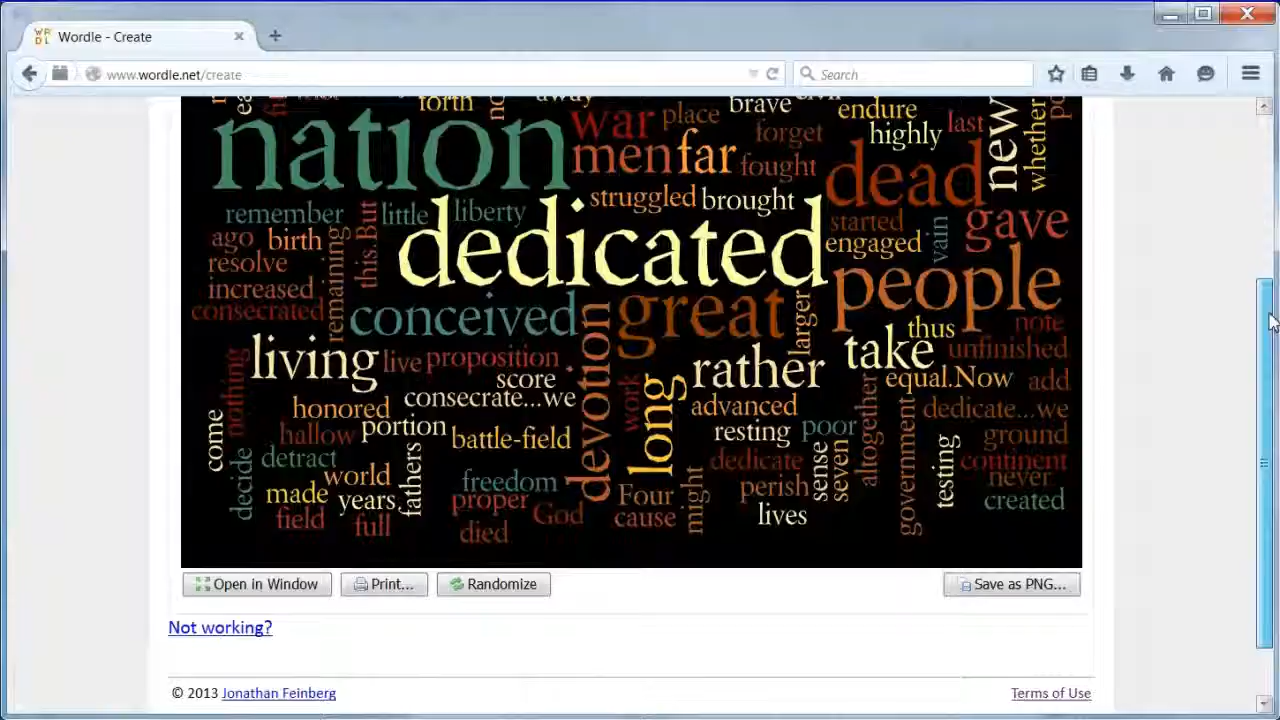 Wordle - Create
www.wordle.net/create
Search
forth
away
brave
civil
endure
nation
war
place
forget
highly
last
new
whether
men
far
fought
dead
remember
little
liberty
struggled
brought
started
gave
ago
birth
remaining
this.But
dedicated
engaged
vain
resolve
people
increased
consecrated
conceived
great
larger
thus
note
living
live
proposition
devotion
rather
take
unfinished
nothing
score
equal.Now
add
honored
consecrate...we
work
long
advanced
dedicate...we
come
hallow
portion
battle-field
resting
poor
altogether
government
ground
decide
detract
dedicate
sense
seven
testing
continent
world
fathers
freedom
perish
never
made
years
proper
Four
might
created
field
full
God
cause
lives
died
Open in Window
Print...
Randomize
Save as PNG...
Not working?
© 2013 Jonathan Feinberg
Terms of Use